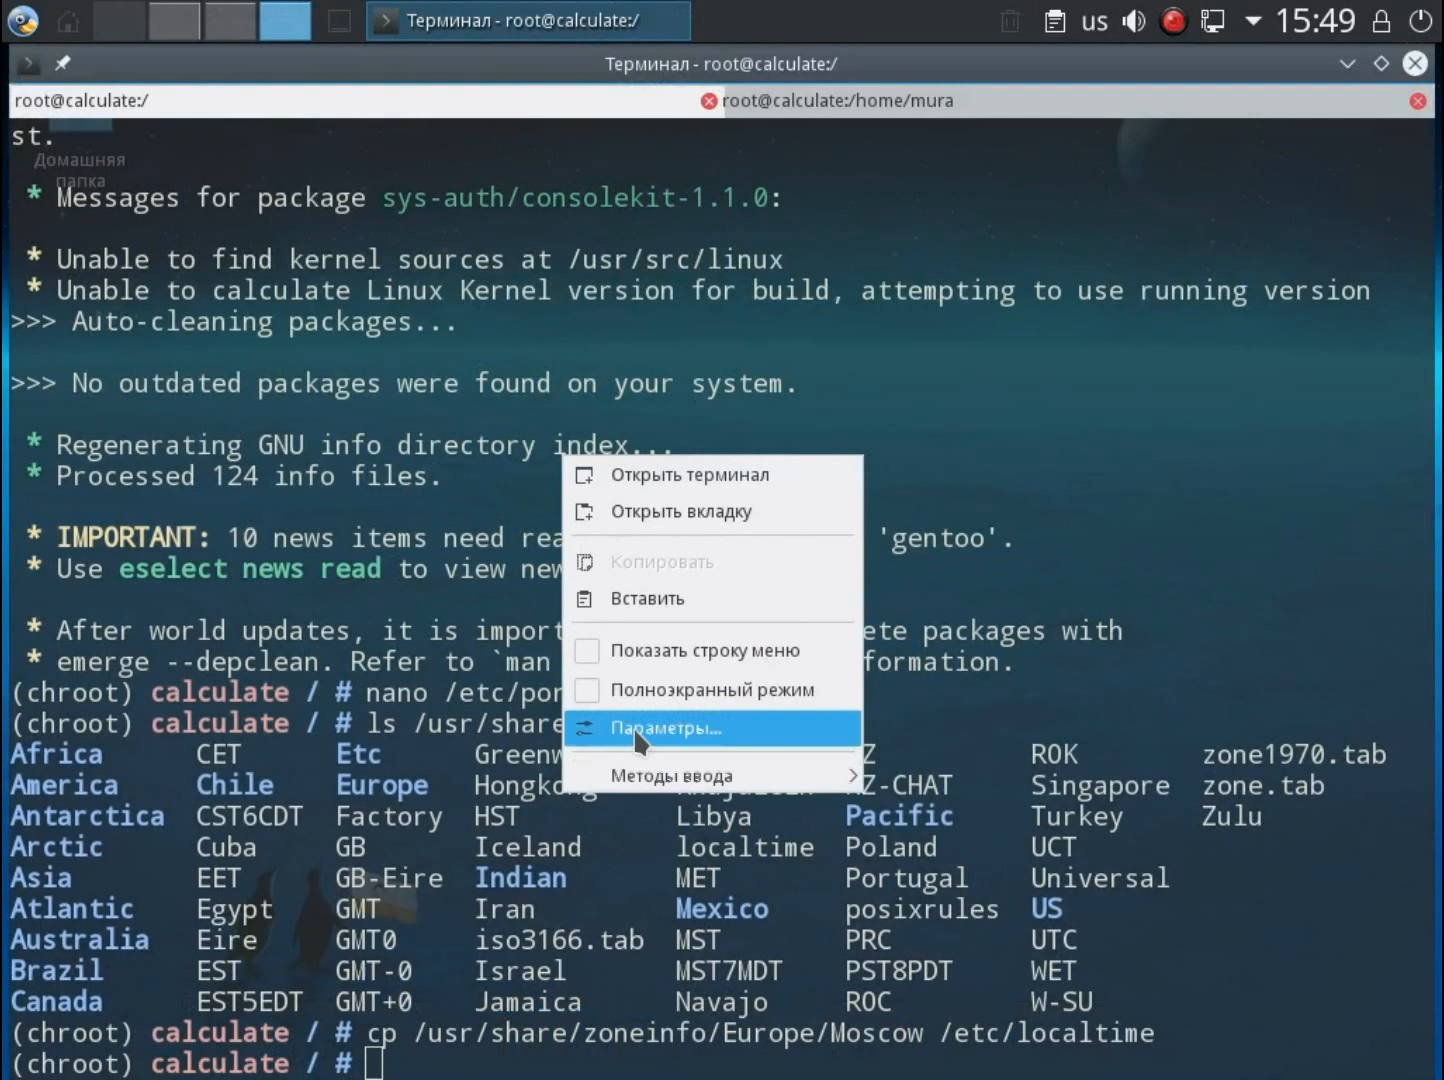 Терминал - root@calculate:/
us
15:49
Терминал - root@calculate:/
root@calculate:/
root@calculate:/home/mura
st.
Домашняя
папка
* Messages for package sys-auth/consolekit-1.1.0:
* Unable to find kernel sources at /usr/src/linux
* Unable to calculate Linux Kernel version for build, attempting to use running version
>>> Auto-cleaning packages...
>>> No outdated packages were found on your system.
* Regenerating GNU info directory index...
* Processed 124 info files.
* IMPORTANT: 10 news items need rea 'gentoo'.
* Use eselect news read to view new
* After world updates, it is import ete packages with
* emerge --depclean. Refer to `man formation.
(chroot) calculate / # nano /etc/por
(chroot) calculate / # ls /usr/share
Открыть терминал
Открыть вкладку
Копировать
Вставить
Показать строку меню
Полноэкранный режим
Параметры...
Методы ввода
Africa CET Etc Greenw Z ROK zone1970.tab
America Chile Europe Hongkong Z-CHAT Singapore zone.tab
Antarctica CST6CDT Factory HST Libya Pacific Turkey Zulu
Arctic Cuba GB Iceland localtime Poland UCT
Asia EET GB-Eire Indian MET Portugal Universal
Atlantic Egypt GMT Iran Mexico posixrules US
Australia Eire GMT0 iso3166.tab MST PRC UTC
Brazil EST GMT-0 Israel MST7MDT PST8PDT WET
Canada EST5EDT GMT+0 Jamaica Navajo ROC W-SU
(chroot) calculate / # cp /usr/share/zoneinfo/Europe/Moscow /etc/localtime
(chroot) calculate / #